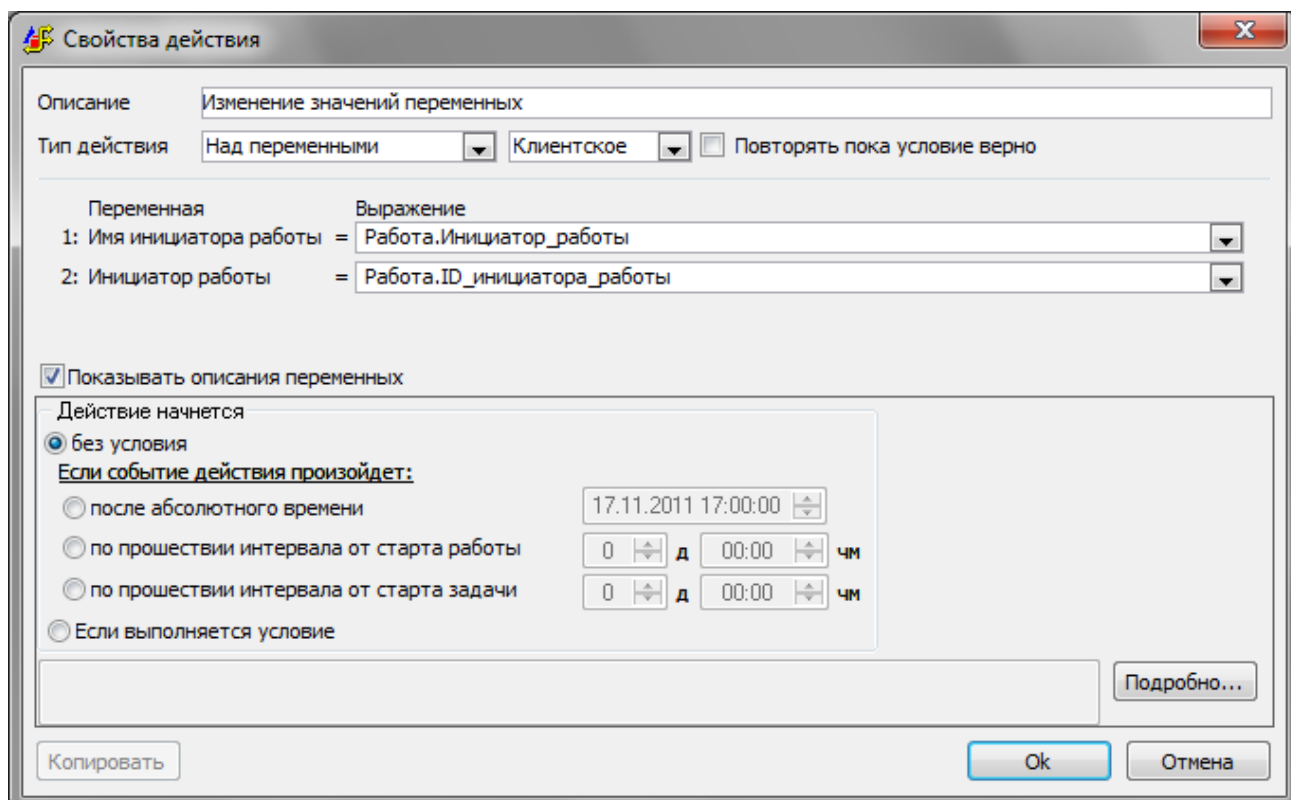 Свойства действия
Описание Изменение значений переменных
Тип действия Над переменными Клиентское Повторять пока условие верно
Переменная Выражение
1: Имя инициатора работы = Работа.Инициатор_работы
2: Инициатор работы = Работа.ID_инициатора_работы
Показывать описания переменных
Действие начнется
без условия
Если событие действия произойдет:
после абсолютного времени 17.11.2011 17:00:00
по прошествии интервала от старта работы 0 д 00:00 чм
по прошествии интервала от старта задачи 0 д 00:00 чм
Если выполняется условие
Подробно...
Копировать Ok Отмена